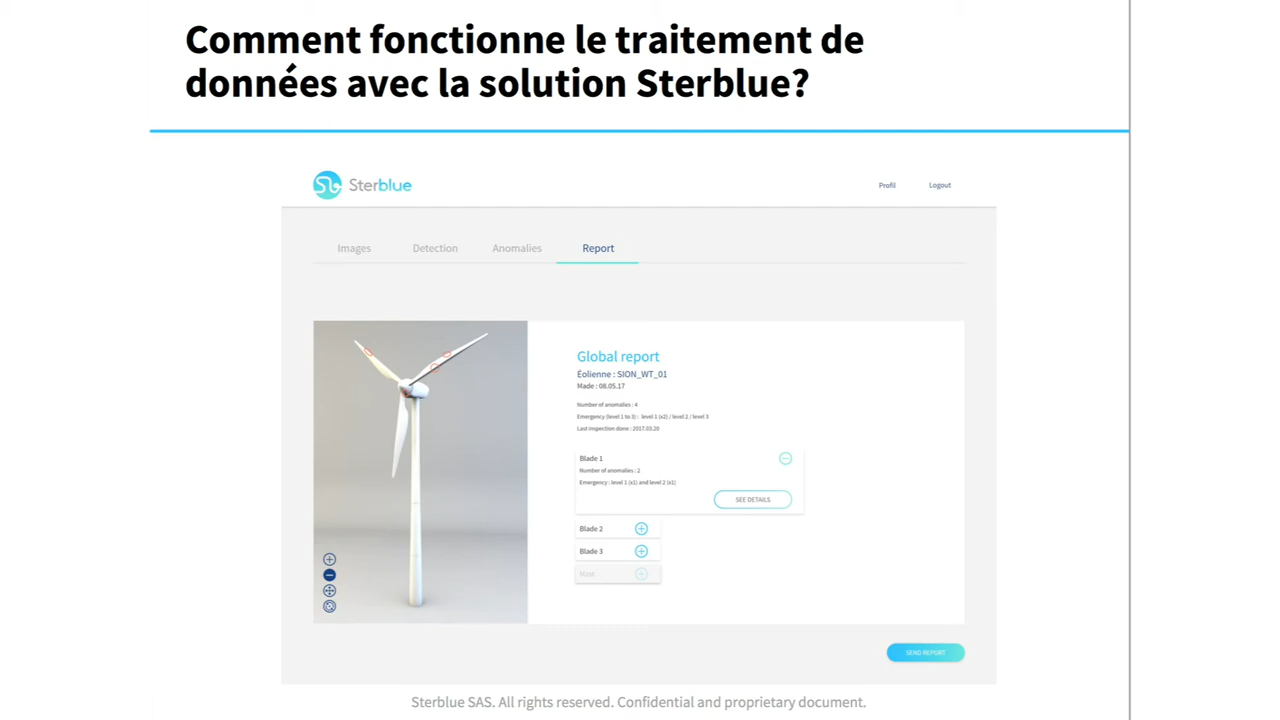 Comment fonctionne le traitement de
données avec la solution Sterblue?
Sterblue
Profil
Logout
Images
Detection
Anomalies
Report
Global report
Éolienne : SION_WT_01
Made : 08.05.17
Number of anomalies : 4
Emergency (level 1 to 3) : level 1 (x2) / level 2 / level 3
Last inspection done : 2017.03.20
Blade 1
Number of anomalies : 2
Emergency : level 1 (x1) and level 2 (x1)
SEE DETAILS
Blade 2
Blade 3
Mast
SEND REPORT
Sterblue SAS. All rights reserved. Confidential and proprietary document.